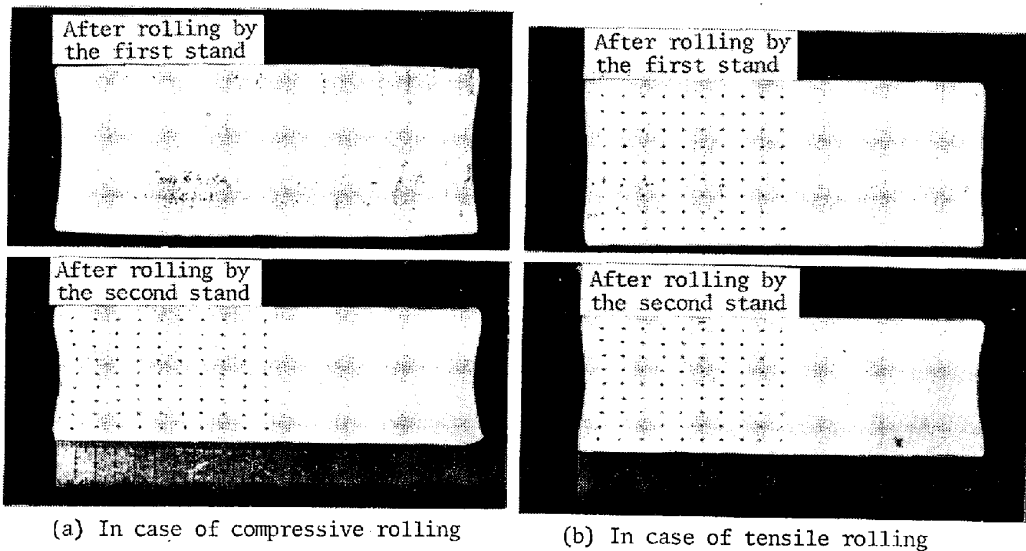 After rolling by
the first stand
After rolling by
the second stand
(a) In case of compressive rolling
After rolling by
the first stand
After rolling by
the second stand
(b) In case of tensile rolling